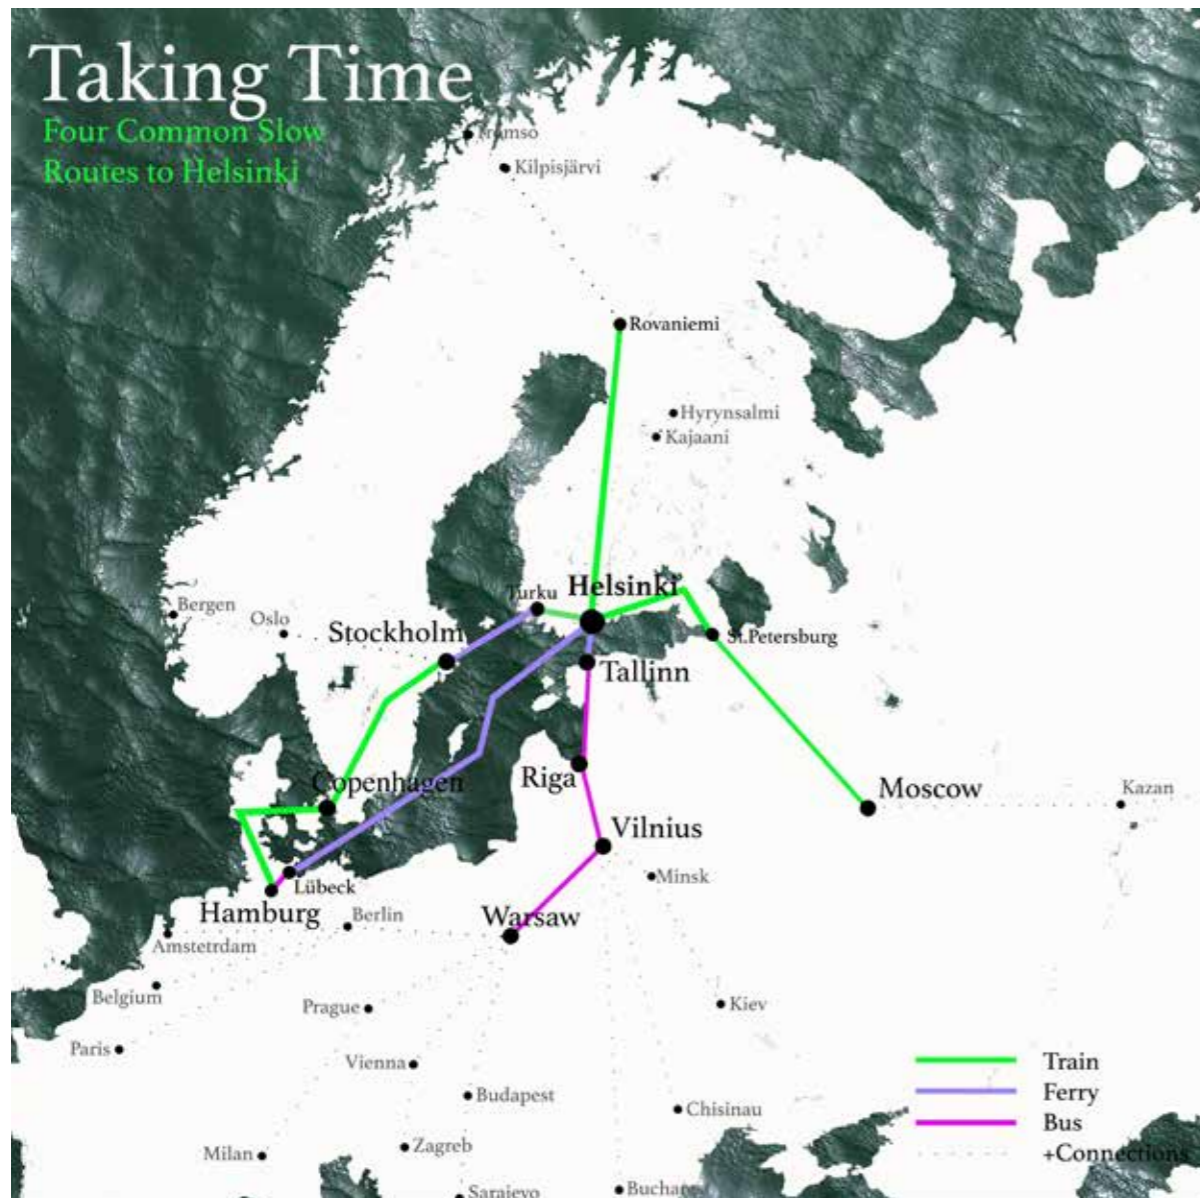 Taking Time
Four Common Slow
Routes to Helsinki
Tromso
Kilpisjärvi
Rovaniemi
Hyrynsalmi
Kajaani
Helsinki
Turku
Bergen
Oslo
Stockholm
St.Petersburg
Tallinn
Copenhagen
Riga
Moscow
Kazan
Vilnius
Minsk
Lübeck
Hamburg
Berlin
Warsaw
Amstetrdam
Belgium
Prague
Kiev
Paris
Vienna
Budapest
Chisinau
Zagreb
Milan
Sarajevo
Train
Ferry
Bus
+Connections